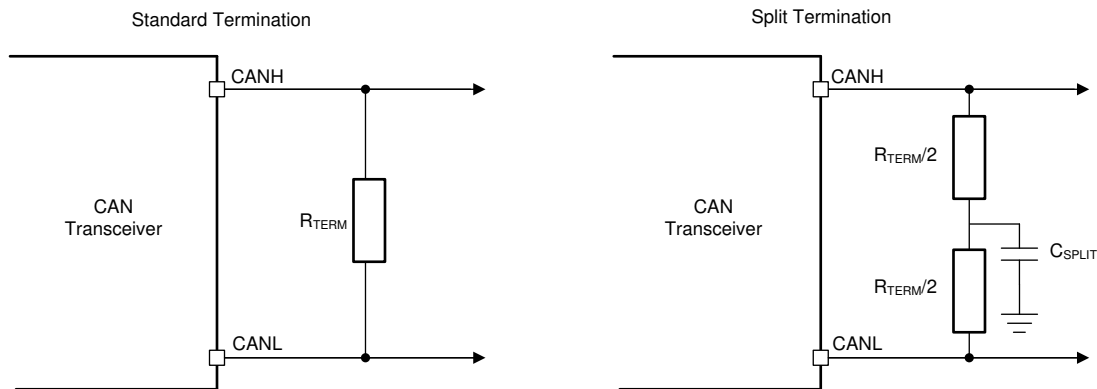 Standard Termination
CANH
CAN
Transceiver
RTERM
CANL
Split Termination
CANH
RTERM/2
CAN
Transceiver
CSPLIT
RTERM/2
CANL